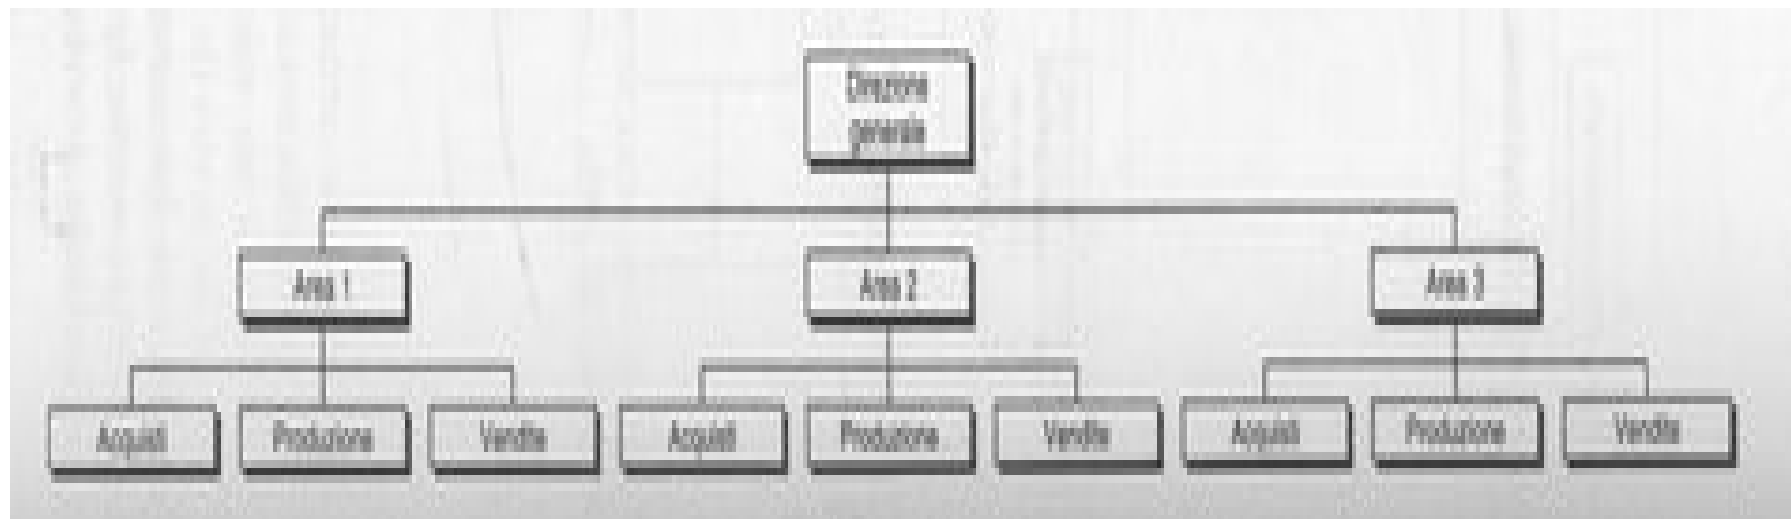 Direzione
generale
Area 1
Area 2
Area 3
Acquisti
Produzione
Vendite
Acquisti
Produzione
Vendite
Acquisti
Produzione
Vendite